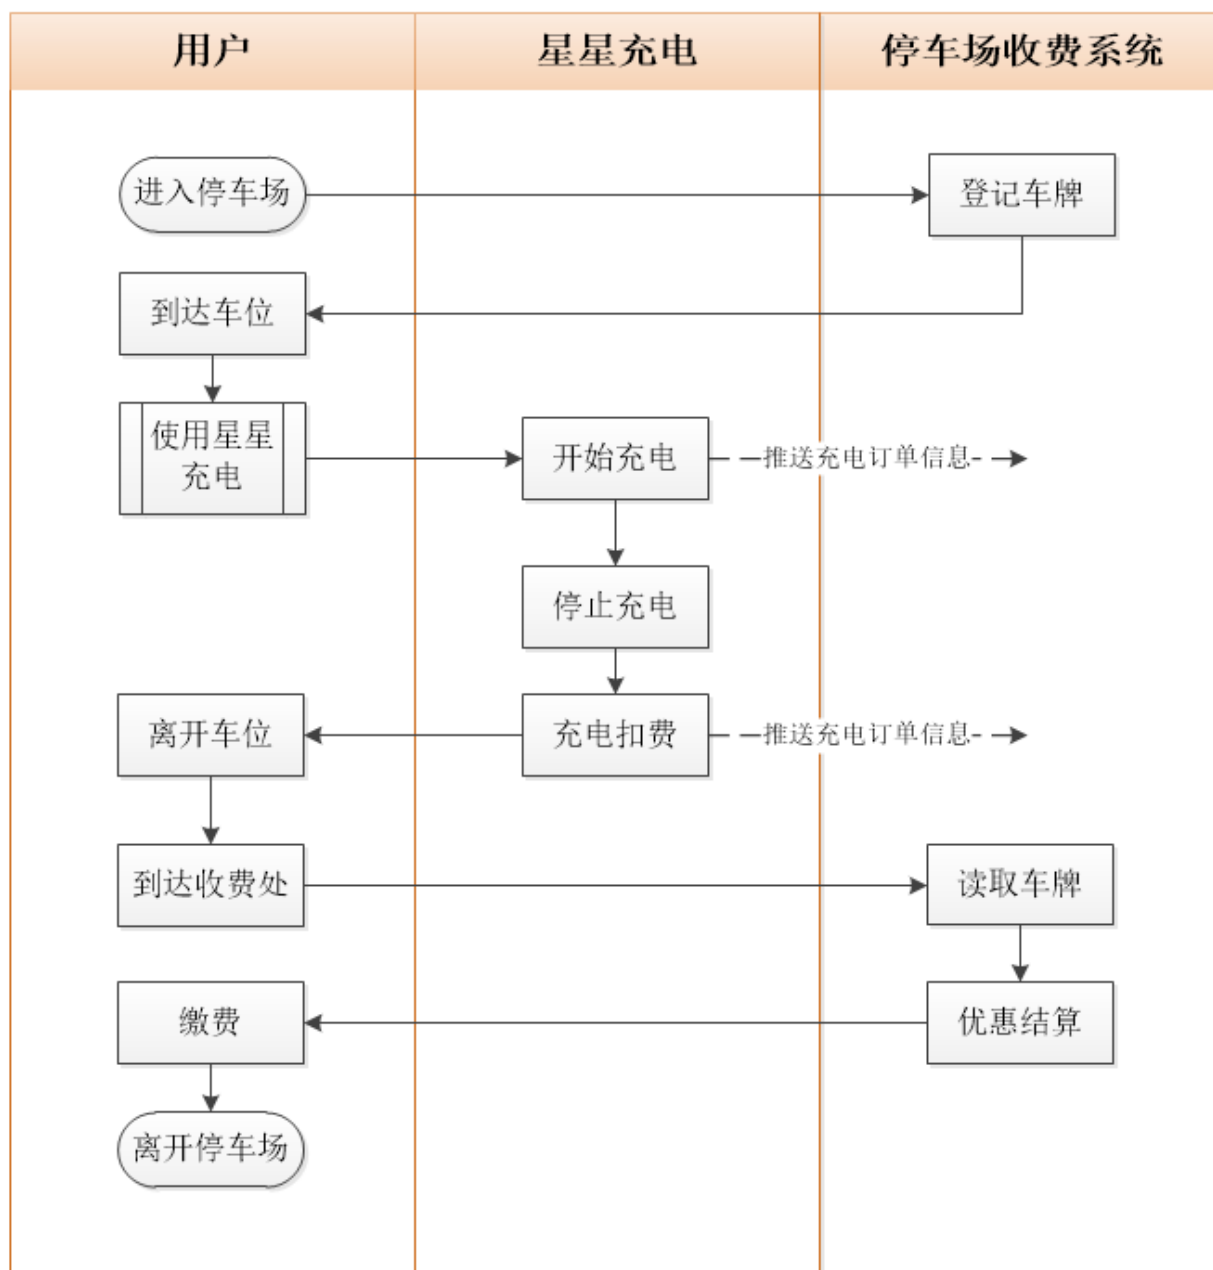 用户
星星充电
停车场收费系统
进入停车场
登记车牌
到达车位
使用星星
充电
开始充电
推送充电订单信息
停止充电
离开车位
充电扣费
推送充电订单信息
到达收费处
读取车牌
缴费
优惠结算
离开停车场